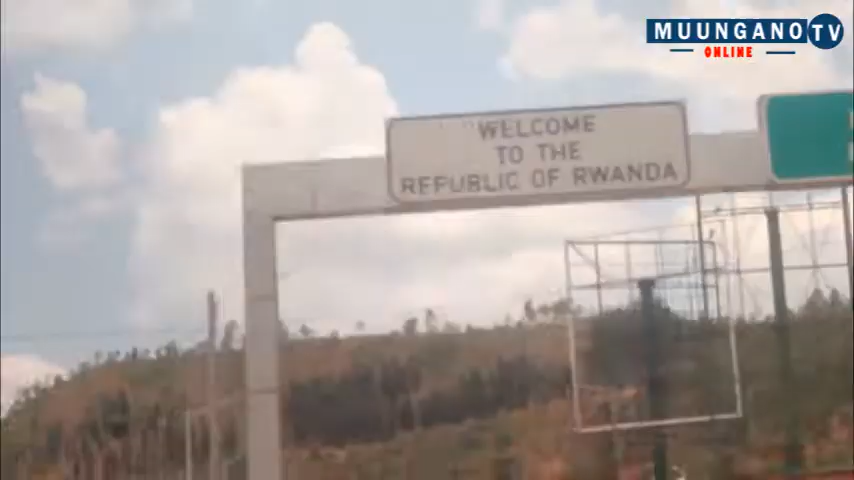 MUUNGANO TV
ONLINE
WELCOME
TO THE
REPUBLIC OF RWANDA